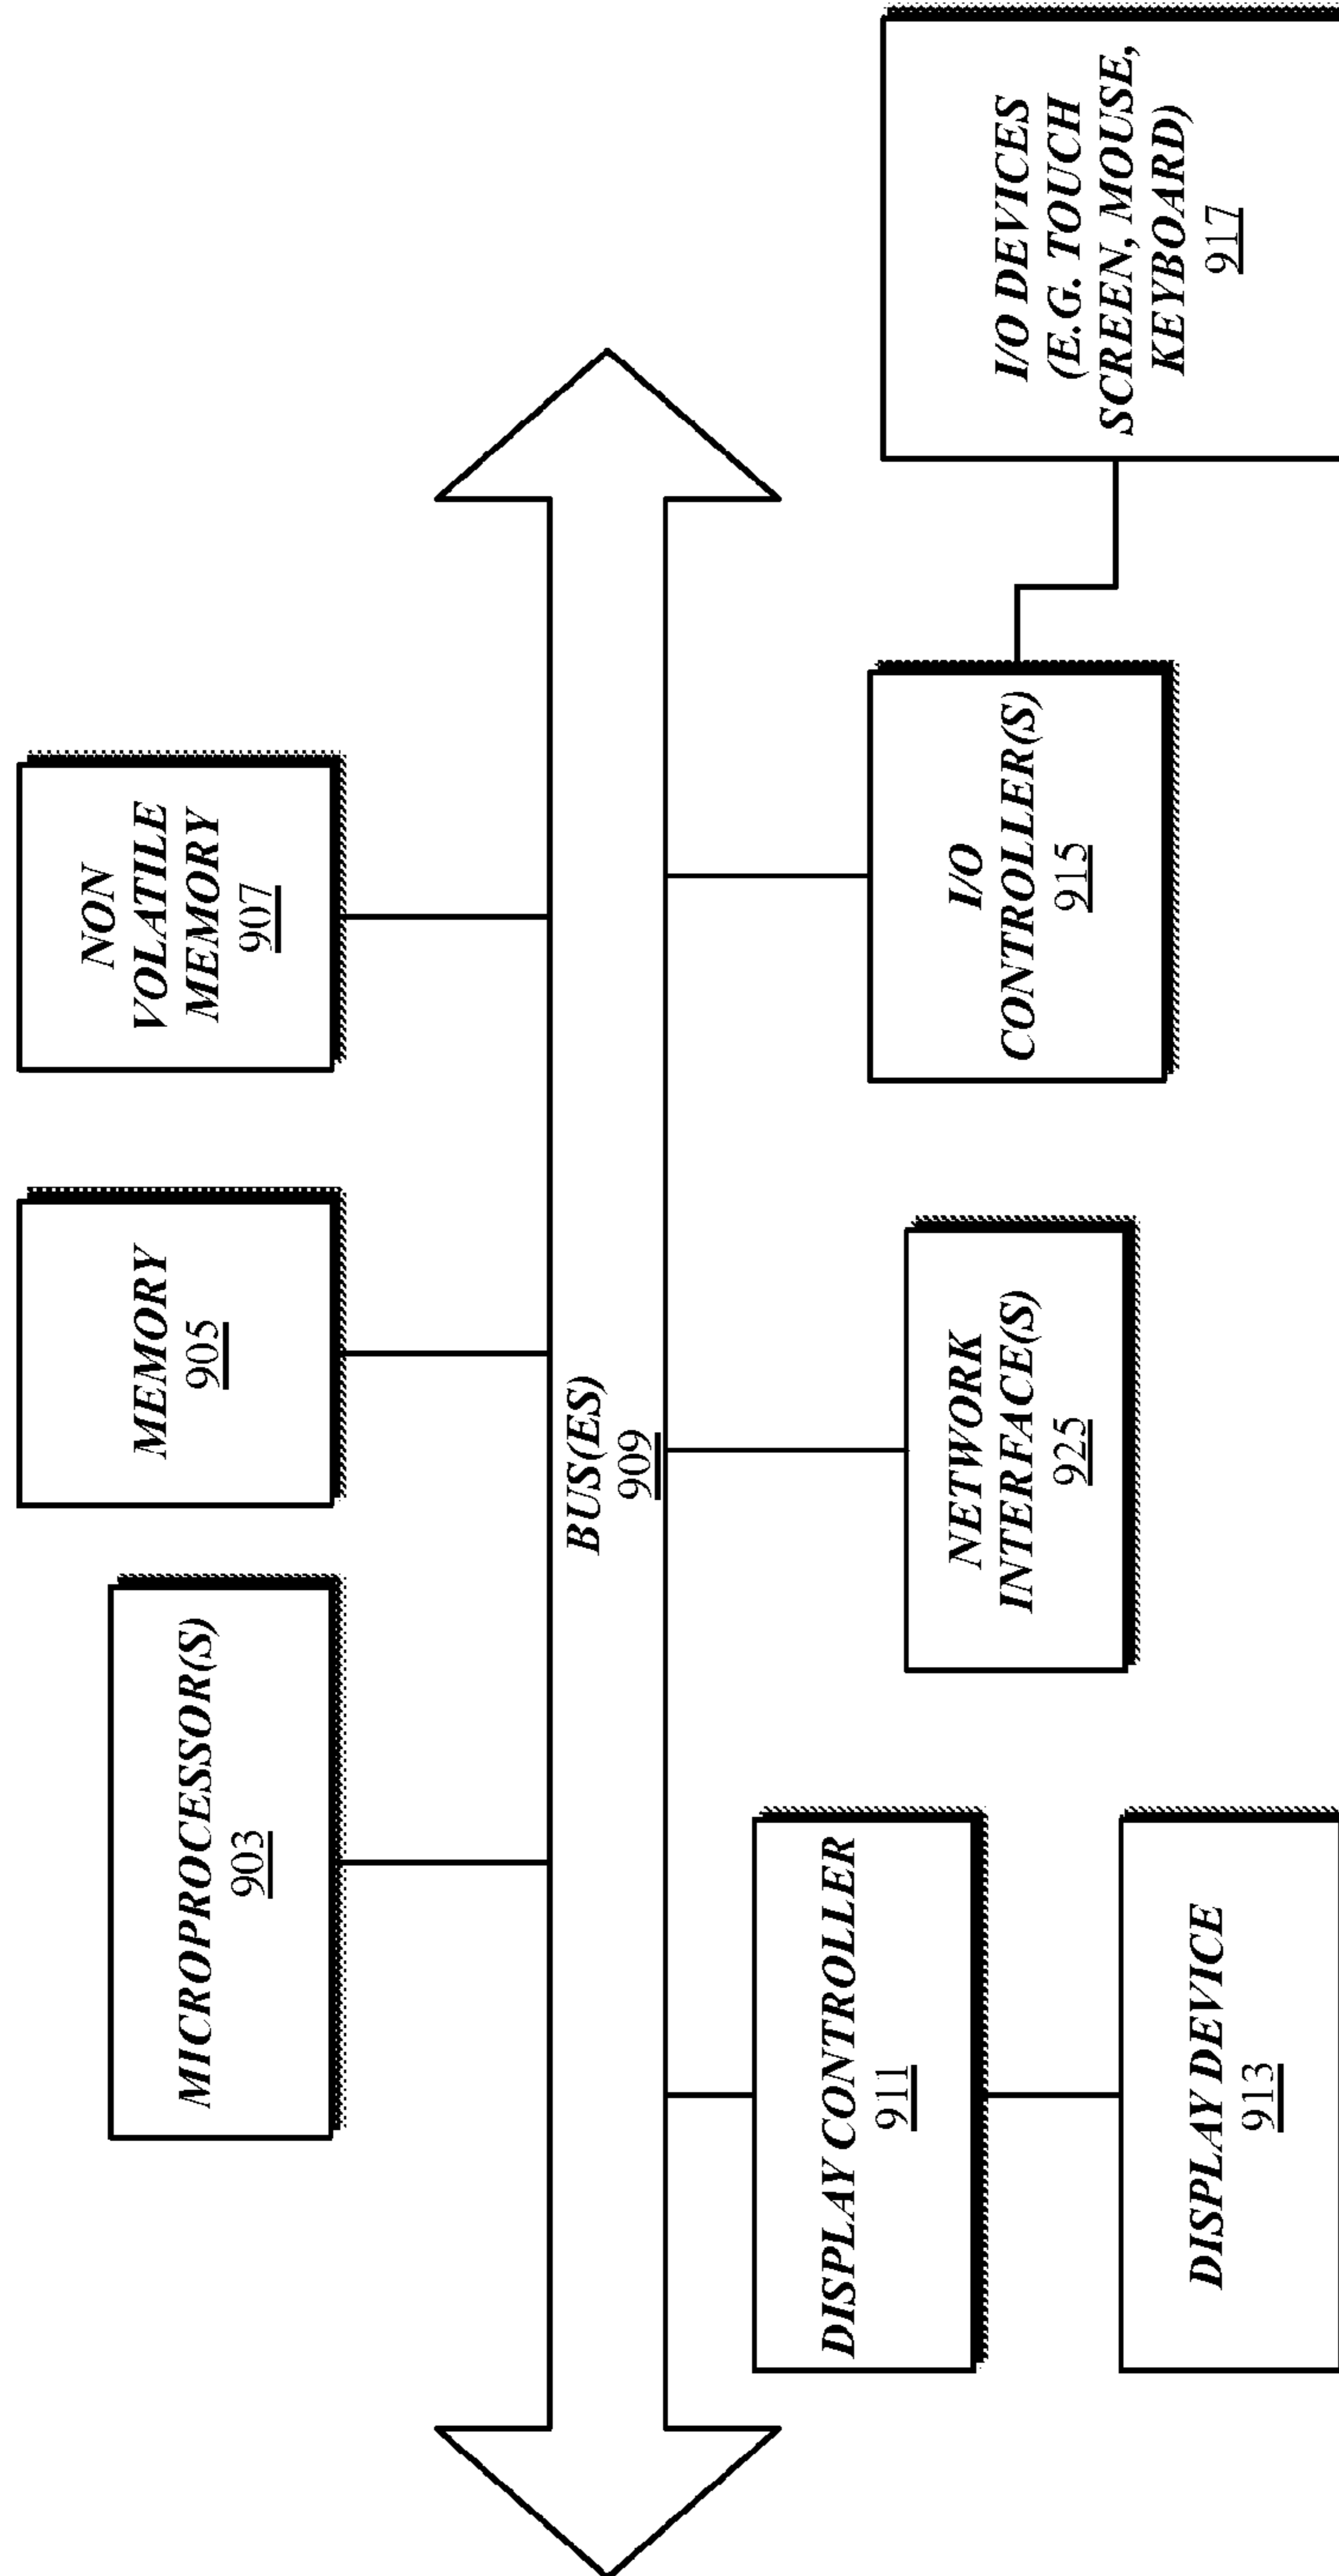 MICROPROCESSOR(S)
903
MEMORY
905
NON
VOLATILE
MEMORY
907
BUS(ES)
909
DISPLAY CONTROLLER
911
NETWORK
INTERFACE(S)
925
I/O
CONTROLLER(S)
915
DISPLAY DEVICE
913
I/O DEVICES
(E.G. TOUCH
SCREEN, MOUSE,
KEYBOARD)
917